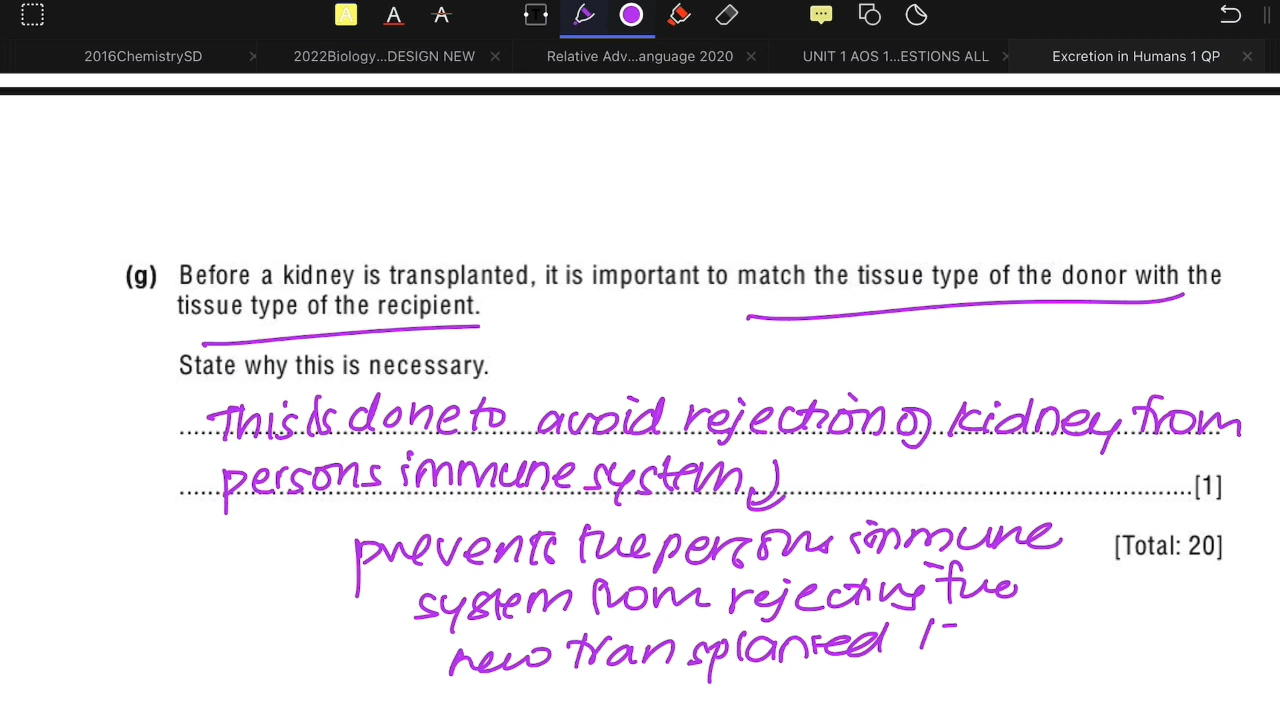 A A A T
2016ChemistrySD × 2022Biology...DESIGN NEW × Relative Adv...anguage 2020 × UNIT 1 AOS 1...ESTIONS ALL × Excretion in Humans 1 QP ×
(g) Before a kidney is transplanted, it is important to match the tissue type of the donor with the
tissue type of the recipient.
State why this is necessary.
This is done to avoid rejection of kidney from
persons immune system
[1]
prevents the persons immune
[Total: 20]
system from rejecting the
new transplanted